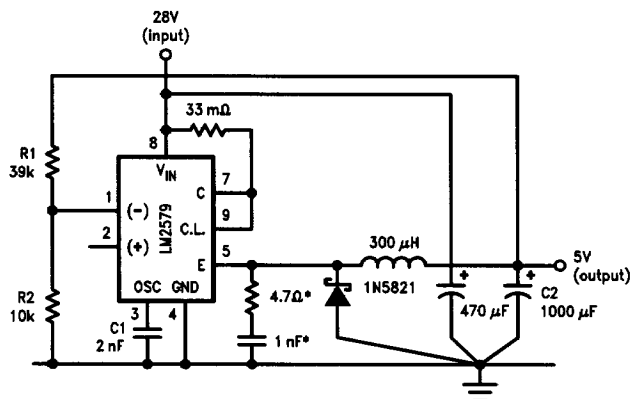 28V
(input)
33 mΩ
8
R1
39k
V_IN
7
C
1
(-)
LM2579
9
C.L.
2
(+)
5
E
300 μH
5V
(output)
1N5821
4.7Ω*
+
+
OSC GND
R2
10k
3
4
C1
2 nF
1 nF*
470 μF
C2
1000 μF